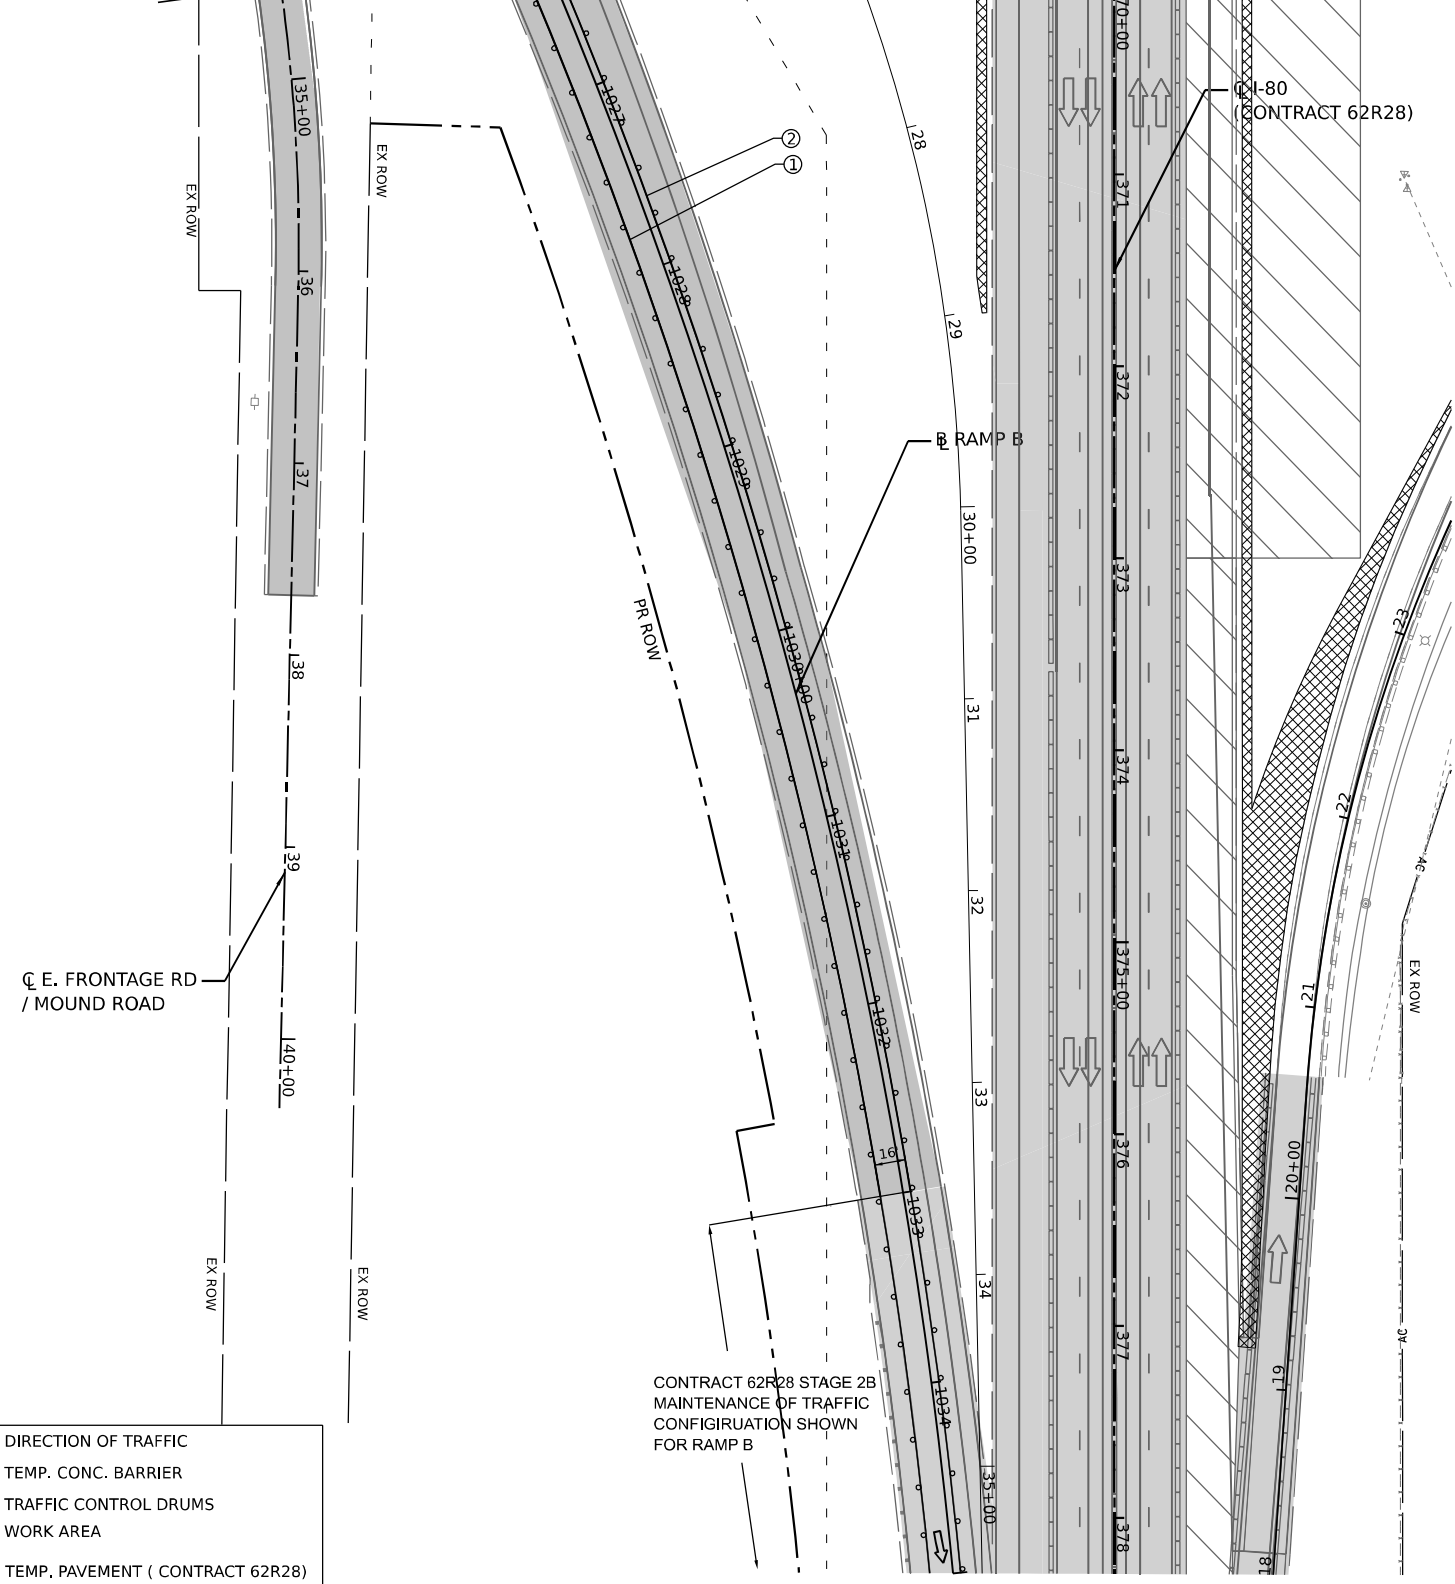 35+00
36
37
38
39
40+00
EX ROW
EX ROW
℄ E. FRONTAGE RD
/ MOUND ROAD
EX ROW
EX ROW
1027
1028
1029
1030+00
1031
1032
1033
1034
②
①
PR ROW
℄ RAMP B
16'
28
29
30+00
31
32
33
34
35+00
70+00
371
372
373
374
375+00
376
377
378
℄ I-80
(CONTRACT 62R28)
23
22
21
20+00
19
18
AC
EX ROW
AC
CONTRACT 62R28 STAGE 2B
MAINTENANCE OF TRAFFIC
CONFIGIRUATION SHOWN
FOR RAMP B
DIRECTION OF TRAFFIC
TEMP. CONC. BARRIER
TRAFFIC CONTROL DRUMS
WORK AREA
TEMP. PAVEMENT ( CONTRACT 62R28)